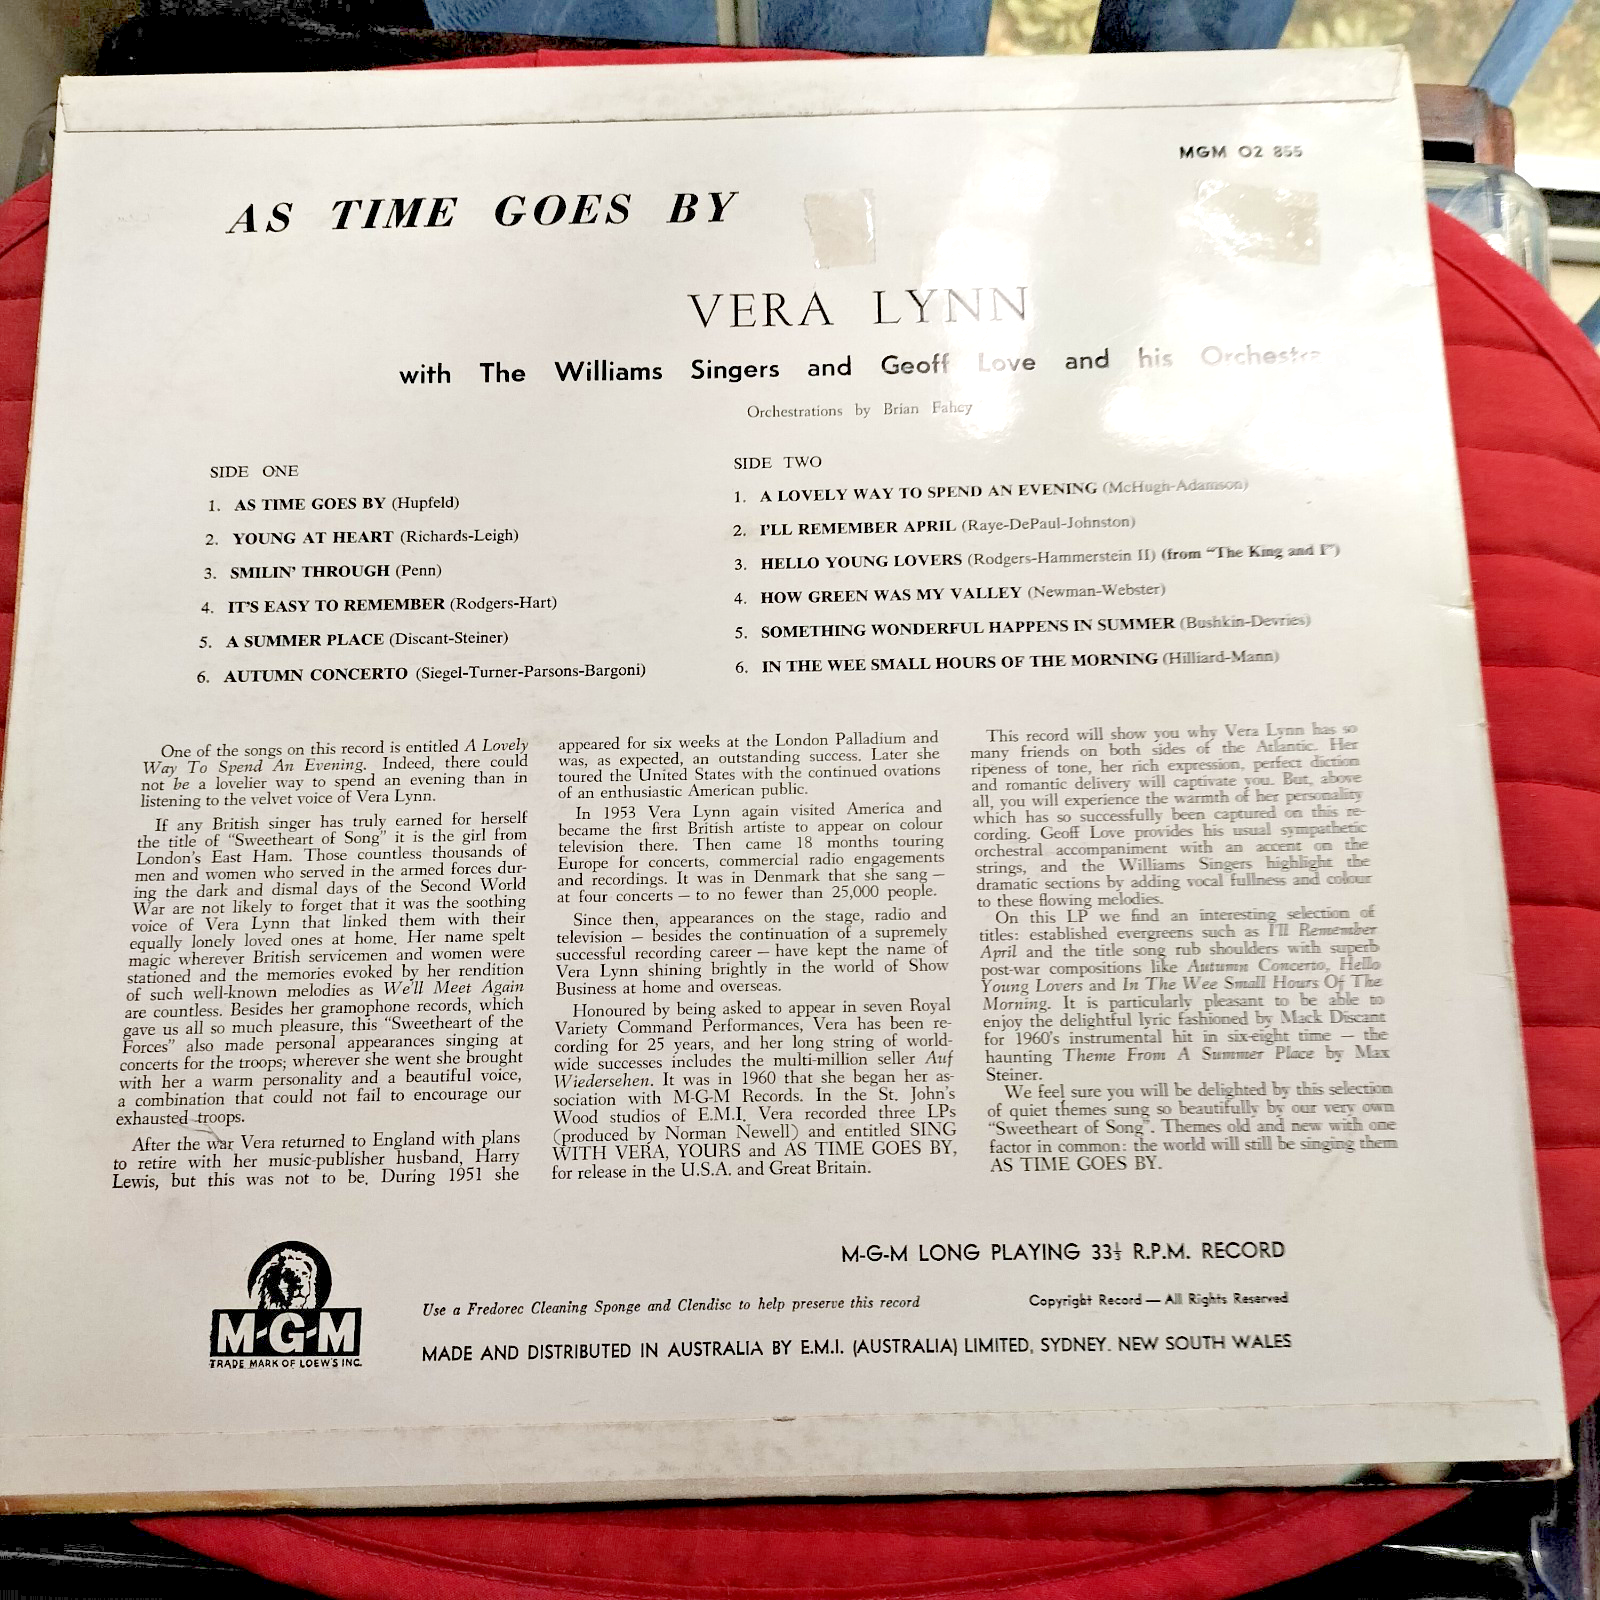 MGM O2 855
AS TIME GOES BY
VERA LYNN
with The Williams Singers and Geoff Love and his Orchestra
Orchestrations by Brian Fahey
SIDE ONE
1. AS TIME GOES BY (Hupfeld)
2. YOUNG AT HEART (Richards-Leigh)
3. SMILIN' THROUGH (Penn)
4. IT'S EASY TO REMEMBER (Rodgers-Hart)
5. A SUMMER PLACE (Discant-Steiner)
6. AUTUMN CONCERTO (Siegel-Turner-Parsons-Bargoni)
SIDE TWO
1. A LOVELY WAY TO SPEND AN EVENING (McHugh-Adamson)
2. I'LL REMEMBER APRIL (Raye-DePaul-Johnston)
3. HELLO YOUNG LOVERS (Rodgers-Hammerstein II) (from "The King and I")
4. HOW GREEN WAS MY VALLEY (Newman-Webster)
5. SOMETHING WONDERFUL HAPPENS IN SUMMER (Bushkin-Devries)
6. IN THE WEE SMALL HOURS OF THE MORNING (Hilliard-Mann)
One of the songs on this record is entitled A Lovely
Way To Spend An Evening. Indeed, there could
not be a lovelier way to spend an evening than in
listening to the velvet voice of Vera Lynn.
If any British singer has truly earned for herself
the title of "Sweetheart of Song" it is the girl from
London's East Ham. Those countless thousands of
men and women who served in the armed forces dur-
ing the dark and dismal days of the Second World
War are not likely to forget that it was the soothing
voice of Vera Lynn that linked them with their
equally lonely loved ones at home. Her name spelt
magic wherever British servicemen and women were
stationed and the memories evoked by her rendition
of such well-known melodies as We'll Meet Again
are countless. Besides her gramophone records, which
gave us all so much pleasure, this "Sweetheart of the
Forces" also made personal appearances singing at
concerts for the troops; wherever she went she brought
with her a warm personality and a beautiful voice,
a combination that could not fail to encourage our
exhausted troops.
After the war Vera returned to England with plans
to retire with her music-publisher husband, Harry
Lewis, but this was not to be. During 1951 she
appeared for six weeks at the London Palladium and
was, as expected, an outstanding success. Later she
toured the United States with the continued ovations
of an enthusiastic American public.
In 1953 Vera Lynn again visited America and
became the first British artiste to appear on colour
television there. Then came 18 months touring
Europe for concerts, commercial radio engagements
and recordings. It was in Denmark that she sang —
at four concerts — to no fewer than 25,000 people.
Since then, appearances on the stage, radio and
television — besides the continuation of a supremely
successful recording career — have kept the name of
Vera Lynn shining brightly in the world of Show
Business at home and overseas.
Honoured by being asked to appear in seven Royal
Variety Command Performances, Vera has been re-
cording for 25 years, and her long string of world-
wide successes includes the multi-million seller Auf
Wiedersehen. It was in 1960 that she began her as-
sociation with M-G-M Records. In the St. John's
Wood studios of E.M.I. Vera recorded three LPs
(produced by Norman Newell) and entitled SING
WITH VERA, YOURS and AS TIME GOES BY,
for release in the U.S.A. and Great Britain.
This record will show you why Vera Lynn has so
many friends on both sides of the Atlantic. Her
ripeness of tone, her rich expression, perfect diction
and romantic delivery will captivate you. But, above
all, you will experience the warmth of her personality
which has so successfully been captured on this re-
cording. Geoff Love provides his usual sympathetic
orchestral accompaniment with an accent on the
strings, and the Williams Singers highlight the
dramatic sections by adding vocal fullness and colour
to these flowing melodies.
On this LP we find an interesting selection of
titles: established evergreens such as I'll Remember
April and the title song rub shoulders with superb
post-war compositions like Autumn Concerto, Hello
Young Lovers and In The Wee Small Hours Of The
Morning. It is particularly pleasant to be able to
enjoy the delightful lyric fashioned by Mack Discant
for 1960's instrumental hit in six-eight time — the
haunting Theme From A Summer Place by Max
Steiner.
We feel sure you will be delighted by this selection
of quiet themes sung so beautifully by our very own
"Sweetheart of Song". Themes old and new with one
factor in common: the world will still be singing them
AS TIME GOES BY.
M-G-M LONG PLAYING 33⅓ R.P.M. RECORD
M-G-M
TRADE MARK OF LOEW'S INC.
Use a Fredorec Cleaning Sponge and Clendisc to help preserve this record
Copyright Record — All Rights Reserved
MADE AND DISTRIBUTED IN AUSTRALIA BY E.M.I. (AUSTRALIA) LIMITED, SYDNEY. NEW SOUTH WALES